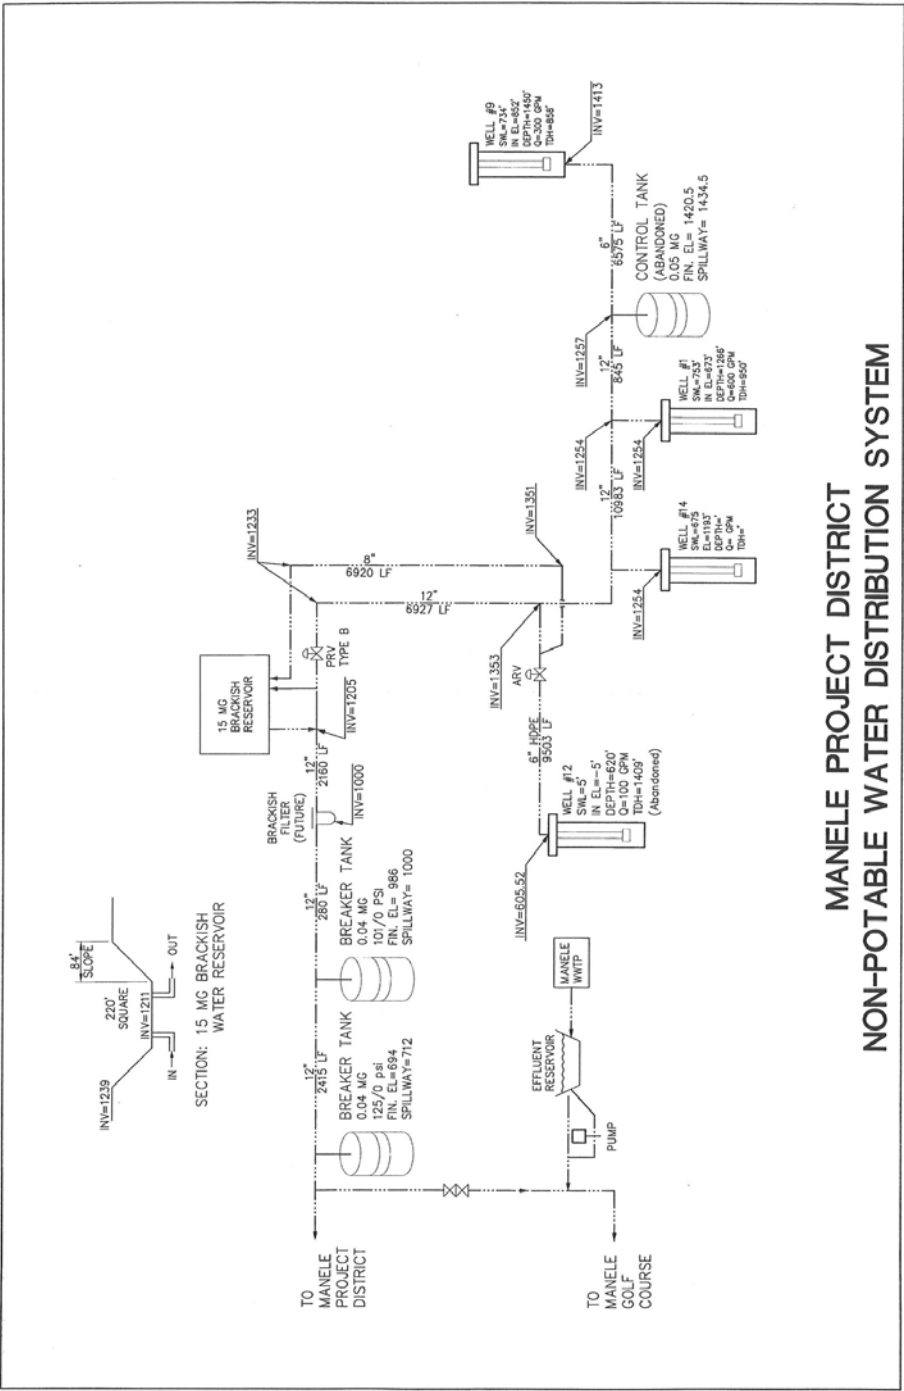 INV=1239
84'
SLOPE
220'
SQUARE
INV=1211
IN
OUT
SECTION: 15 MG BRACKISH
WATER RESERVOIR
15 MG
BRACKISH
RESERVOIR
INV=1233
8"
6920 LF
12"
6927 LF
INV=1351
PRV
TYPE B
INV=1205
12"
2160 LF
BRACKISH
FILTER
(FUTURE)
INV=1000
12"
280 LF
BREAKER TANK
0.04 MG
101/0 PSI
FIN. EL= 986
SPILLWAY= 1000
12"
2415 LF
BREAKER TANK
0.04 MG
125/0 psi
FIN. EL=694
SPILLWAY=712
TO
MANELE
PROJECT
DISTRICT
WELL #9
SWL=734'
IN EL=852'
DEPTH=1450'
Q=300 GPM
TDH=858'
INV=1413
6"
6575 LF
CONTROL TANK
(ABANDONED)
0.05 MG
FIN. EL= 1420.5
SPILLWAY= 1434.5
INV=1257
12"
845 LF
INV=1254
WELL #1
SWL=753'
IN EL=673'
DEPTH=1266'
Q=600 GPM
TDH=950'
INV=1254
12"
10983 LF
WELL #14
SWL=675
EL=1193'
DEPTH='
Q= GPM
TDH='
INV=1254
INV=1353
ARV
6" HDPE
9503 LF
WELL #12
SWL=5'
IN EL=-5'
DEPTH=620'
Q=100 GPM
TDH=1409'
(Abandoned)
INV=605.52
MANELE
WWTP
EFFLUENT
RESERVOIR
PUMP
TO
MANELE
GOLF
COURSE
MANELE PROJECT DISTRICT
NON-POTABLE WATER DISTRIBUTION SYSTEM